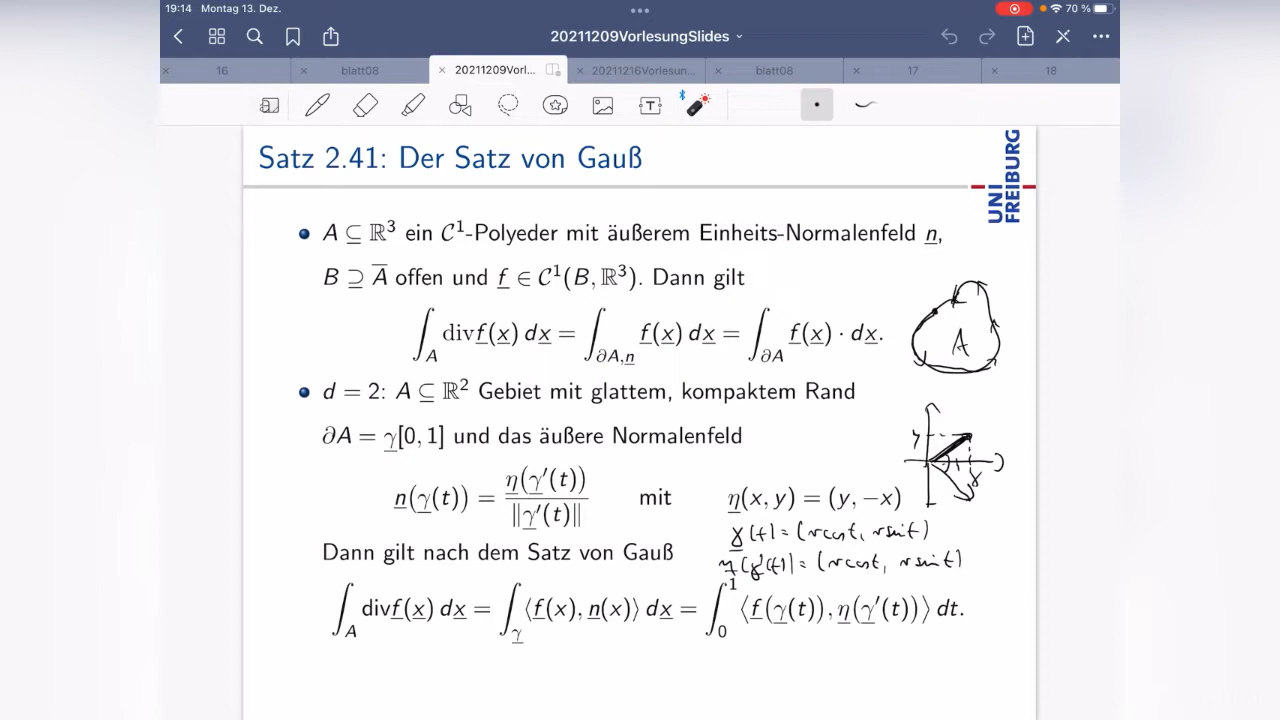 19:14 Montag 13. Dez.
70 %
20211209VorlesungSlides
16
blatt08
20211209Vorl...
20211216Vorlesun...
blatt08
17
18
Satz 2.41: Der Satz von Gauß
UNI
FREIBURG
• A ⊆ ℝ³ ein 𝒞¹-Polyeder mit äußerem Einheits-Normalenfeld n̲,
B ⊇ A̅ offen und f̲ ∈ 𝒞¹(B, ℝ³). Dann gilt
∫_A div f̲(x̲) dx̲ = ∫_{∂A,n̲} f̲(x̲) dx̲ = ∫_{∂A} f̲(x̲) · dx̲.
A
• d = 2: A ⊆ ℝ² Gebiet mit glattem, kompaktem Rand
∂A = γ̲[0, 1] und das äußere Normalenfeld
y
x
n̲(γ̲(t)) = η̲(γ̲′(t)) / ‖γ̲′(t)‖ mit η̲(x, y) = (y, −x)
γ̲(t) = (r cos t, r sin t)
Dann gilt nach dem Satz von Gauß
η(γ̲′(t)) = (r cos t, r sin t)
∫_A div f̲(x̲) dx̲ = ∫_γ̲ ⟨f̲(x), n̲(x)⟩ dx̲ = ∫₀¹ ⟨f̲(γ̲(t)), η̲(γ̲′(t))⟩ dt.